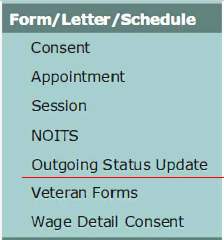 Form/Letter/Schedule
Consent
Appointment
Session
NOITS
Outgoing Status Update
Veteran Forms
Wage Detail Consent